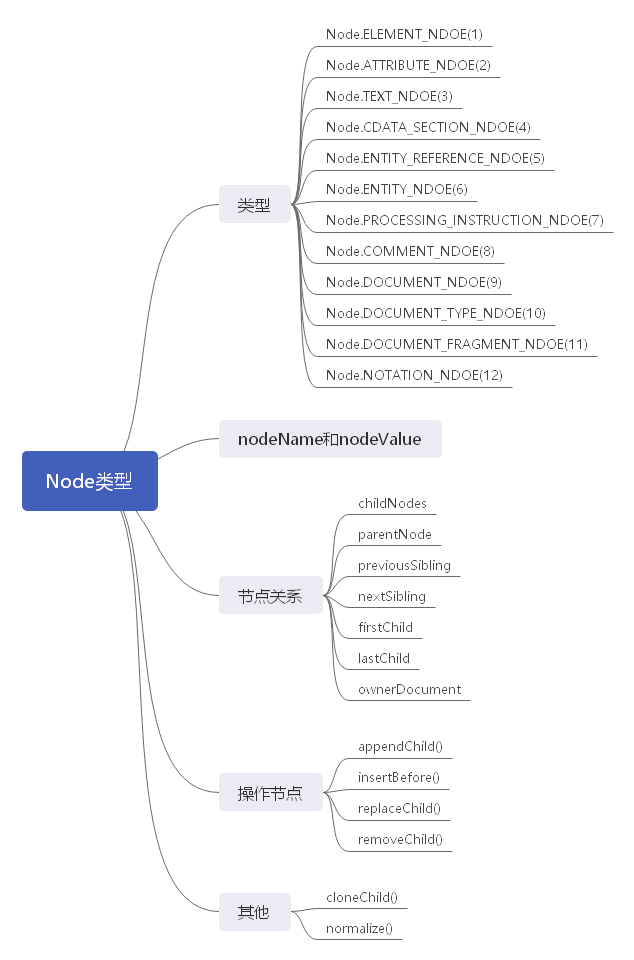 Node类型
类型
Node.ELEMENT_NDOE(1)
Node.ATTRIBUTE_NDOE(2)
Node.TEXT_NDOE(3)
Node.CDATA_SECTION_NDOE(4)
Node.ENTITY_REFERENCE_NDOE(5)
Node.ENTITY_NDOE(6)
Node.PROCESSING_INSTRUCTION_NDOE(7)
Node.COMMENT_NDOE(8)
Node.DOCUMENT_NDOE(9)
Node.DOCUMENT_TYPE_NDOE(10)
Node.DOCUMENT_FRAGMENT_NDOE(11)
Node.NOTATION_NDOE(12)
nodeName和nodeValue
节点关系
childNodes
parentNode
previousSibling
nextSibling
firstChild
lastChild
ownerDocument
操作节点
appendChild()
insertBefore()
replaceChild()
removeChild()
其他
cloneChild()
normalize()